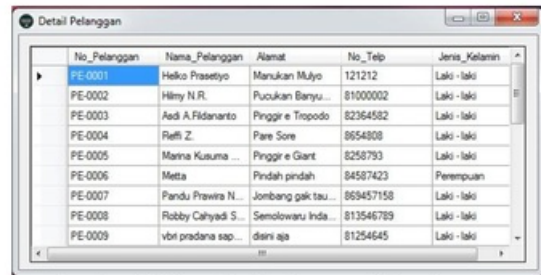 Detail Pelanggan
No_Pelanggan Nama_Pelanggan Alamat No_Telp Jenis_Kelamin
PE-0001 Helko Prasetiyo Manukan Mulyo 121212 Laki - laki
PE-0002 Hilmy N.R. Pucukan Banyu... 81000002 Laki - laki
PE-0003 Asdi A.Fildananto Pinggir e Tropodo 82364582 Laki - laki
PE-0004 Reffi Z. Pare Sore 8654808 Laki - laki
PE-0005 Marina Kusuma ... Pinggir e Giant 8258793 Laki - laki
PE-0006 Metta Pindah pindah 84587423 Perempuan
PE-0007 Pandu Prawira N... Jombang gak tau... 869457158 Laki - laki
PE-0008 Robby Cahyadi S... Semolowaru Inda... 813546789 Laki - laki
PE-0009 vbri pradana sap... disini aja 81254645 Laki - laki